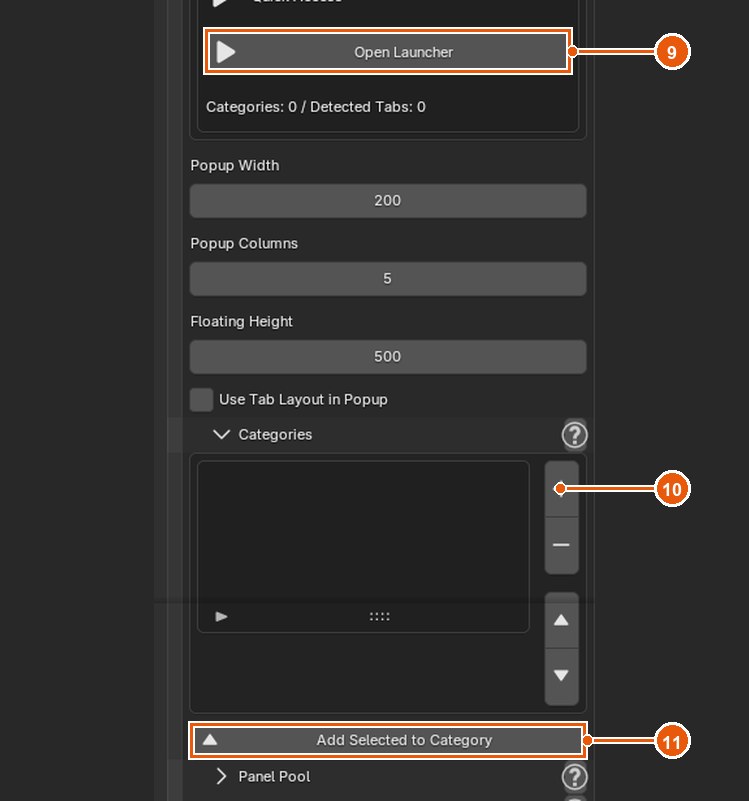 Open Launcher
9
Categories: 0 / Detected Tabs: 0
Popup Width
200
Popup Columns
5
Floating Height
500
Use Tab Layout in Popup
Categories
?
10
Add Selected to Category
11
Panel Pool
?